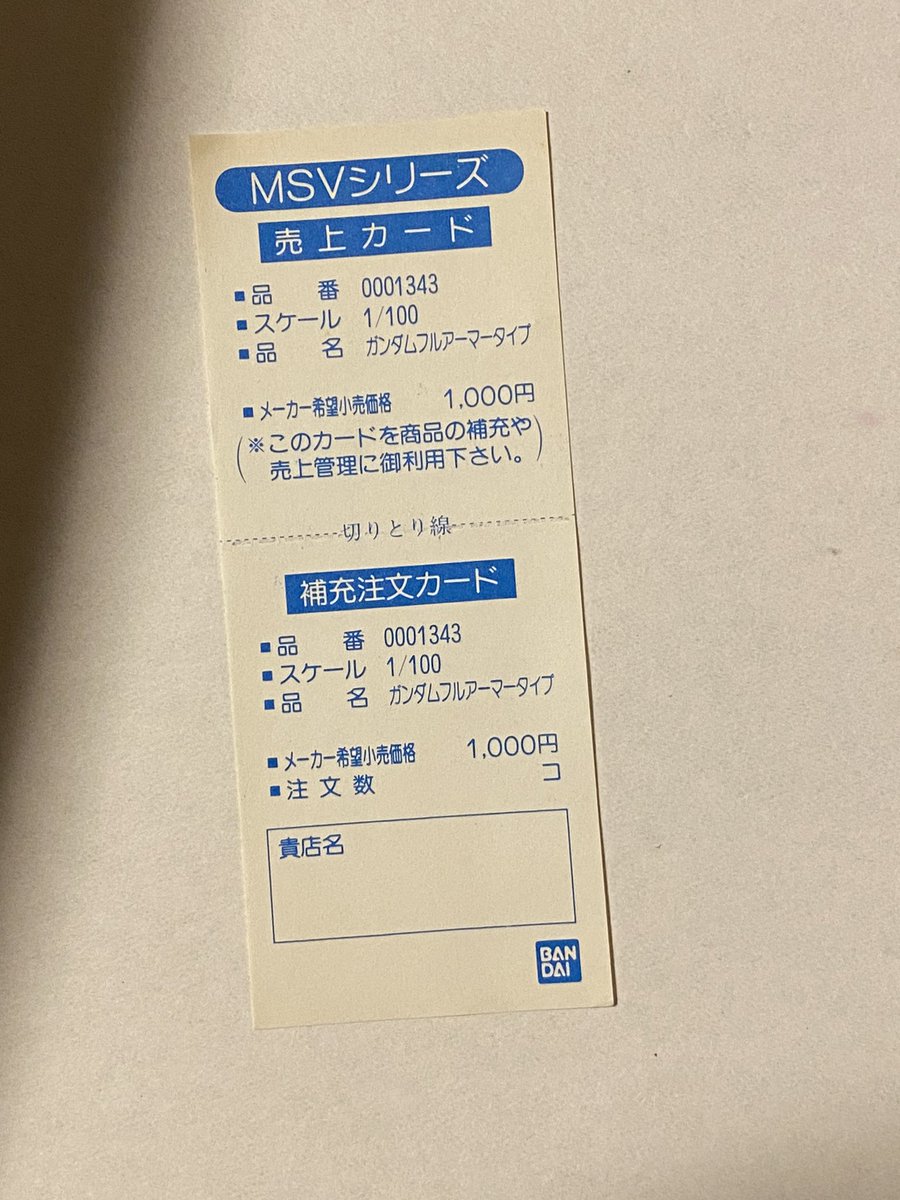 MSVシリーズ
売上カード
■品　番 0001343
■スケール 1/100
■品　名 ガンダムフルアーマータイプ
■メーカー希望小売価格 1,000円
(※このカードを商品の補充や
売上管理に御利用下さい。)
切りとり線
補充注文カード
■品　番 0001343
■スケール 1/100
■品　名 ガンダムフルアーマータイプ
■メーカー希望小売価格 1,000円
■注文数 コ
貴店名
BAN
DAI